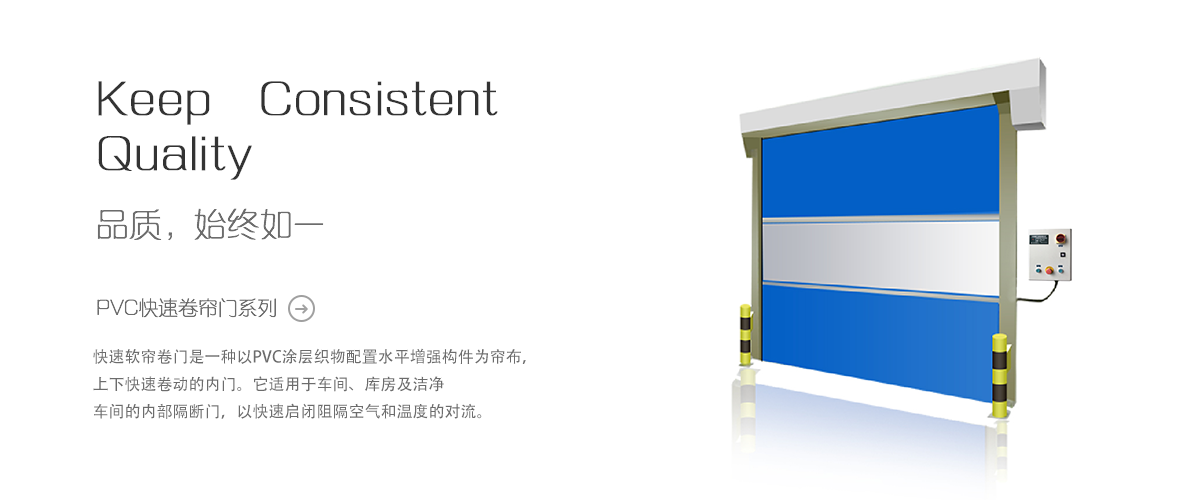 Keep Consistent
Quality
品质，始终如一
PVC快速卷帘门系列
快速软帘卷门是一种以PVC涂层织物配置水平增强构件为帘布，
上下快速卷动的内门。它适用于车间、库房及洁净
车间的内部隔断门，以快速启闭阻隔空气和温度的对流。